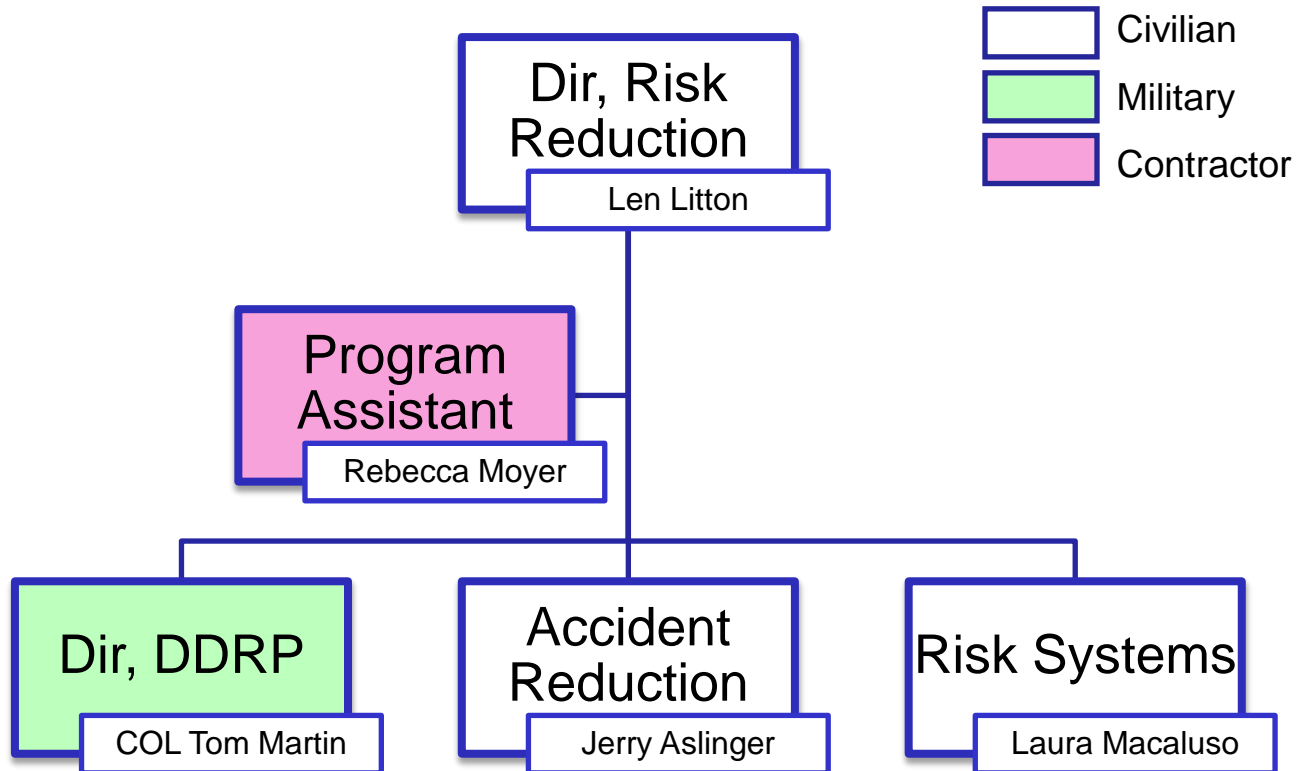 Civilian
Military
Contractor
Dir, Risk
Reduction
Len Litton
Program
Assistant
Rebecca Moyer
Dir, DDRP
COL Tom Martin
Accident
Reduction
Jerry Aslinger
Risk Systems
Laura Macaluso